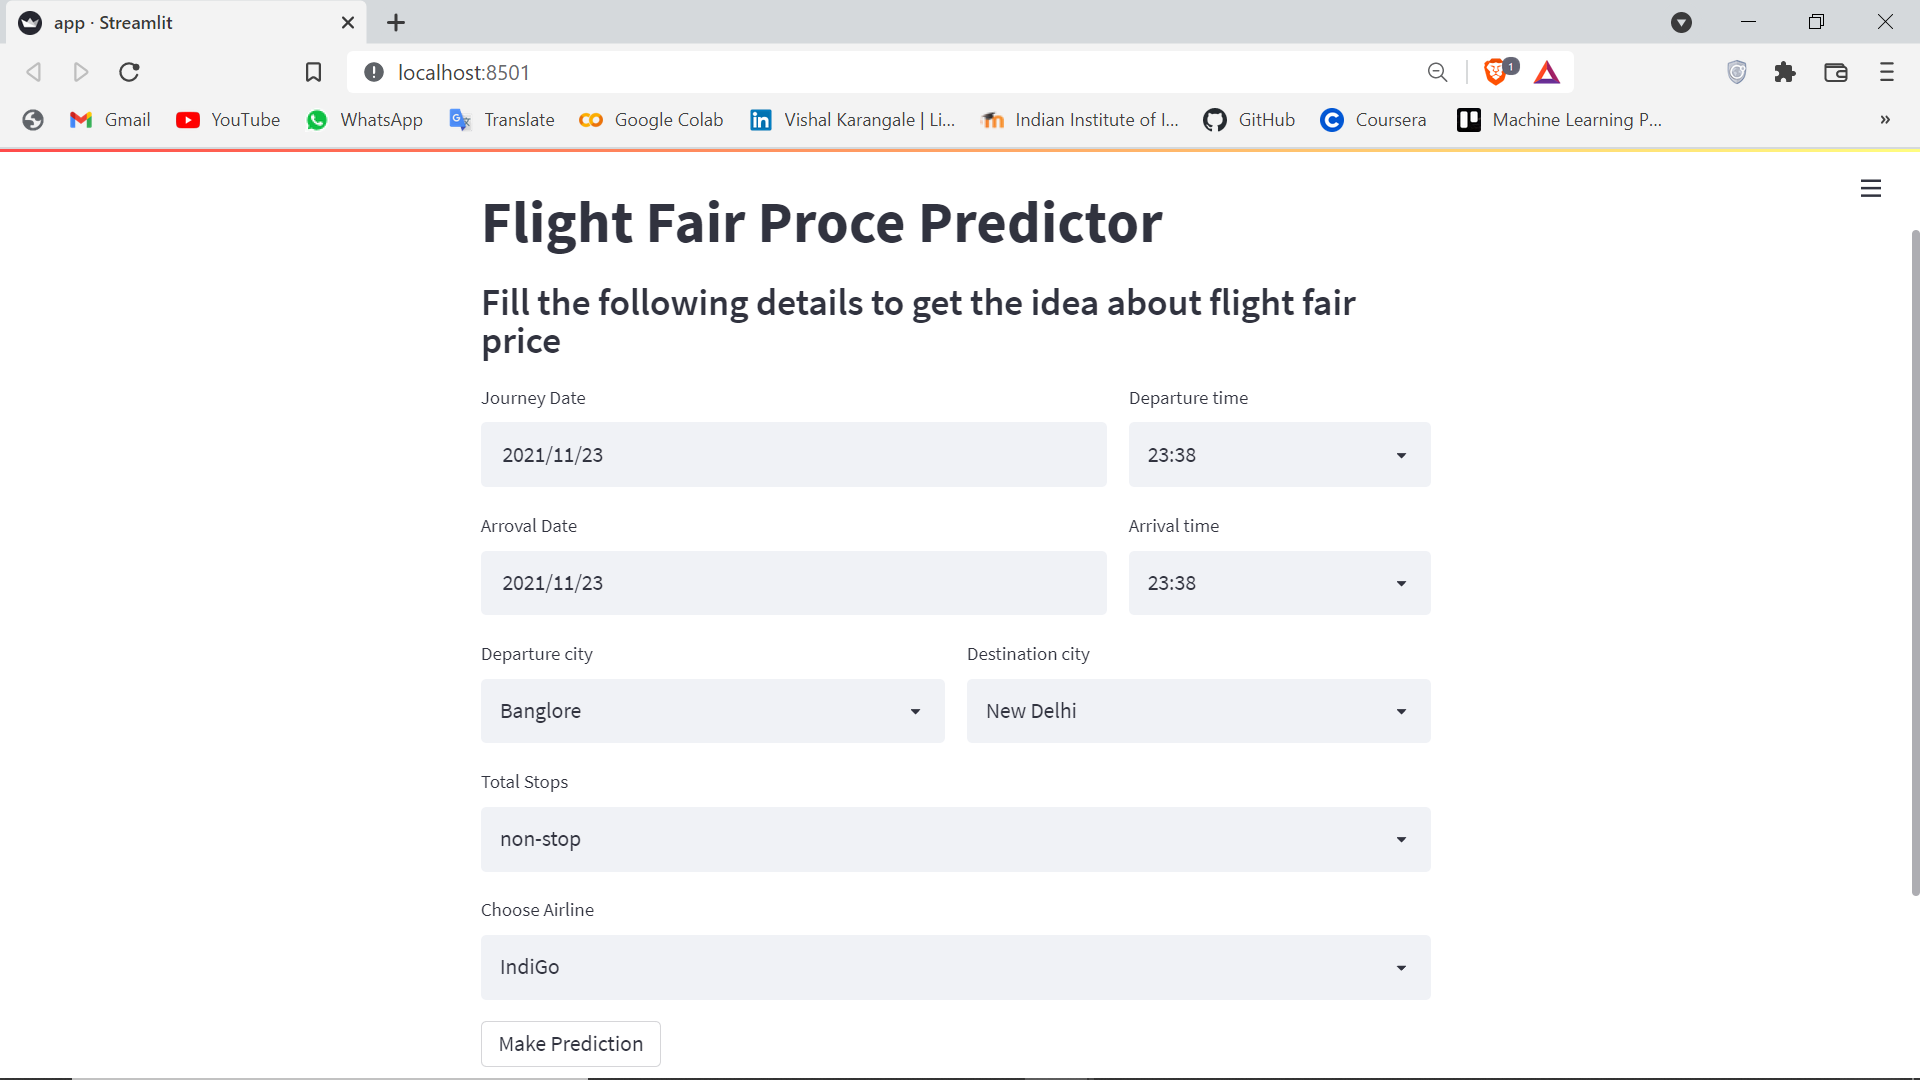 app · Streamlit
localhost:8501
1
Gmail
YouTube
WhatsApp
Translate
Google Colab
Vishal Karangale | Li...
Indian Institute of I...
GitHub
Coursera
Machine Learning P...
»
Flight Fair Proce Predictor
Fill the following details to get the idea about flight fair
price
Journey Date
Departure time
2021/11/23
23:38
Arroval Date
Arrival time
2021/11/23
23:38
Departure city
Destination city
Banglore
New Delhi
Total Stops
non-stop
Choose Airline
IndiGo
Make Prediction